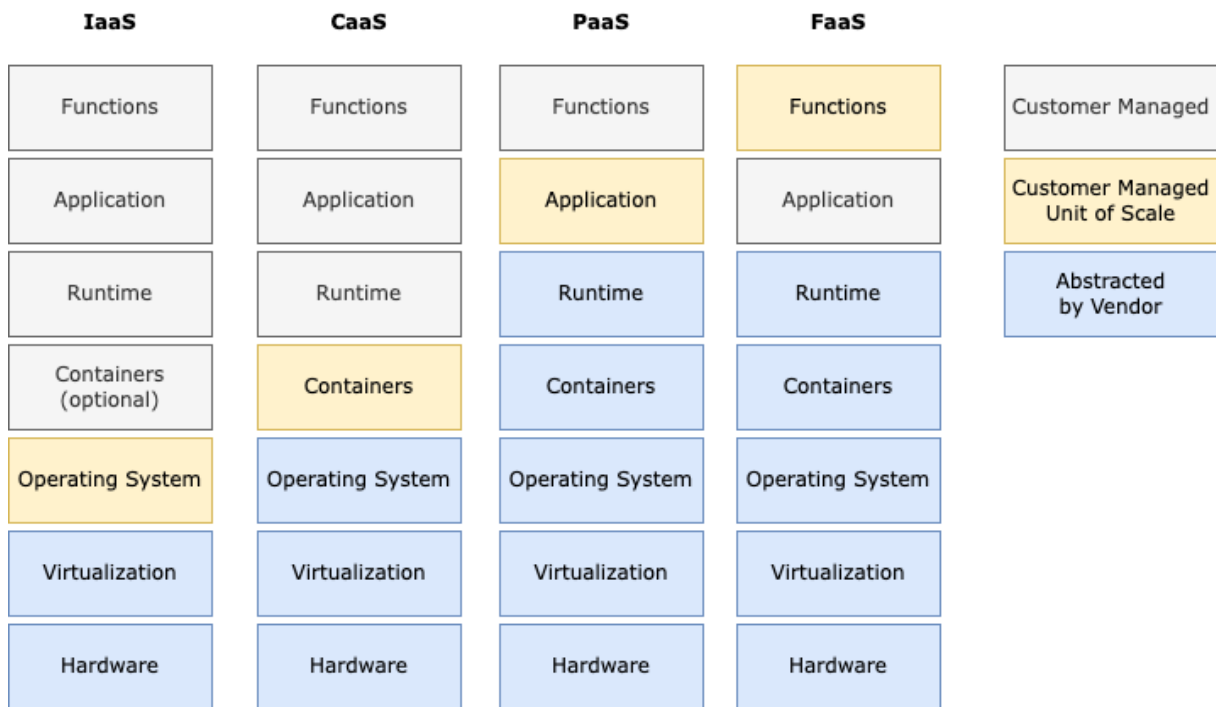 IaaS
CaaS
PaaS
FaaS
Functions
Functions
Functions
Functions
Customer Managed
Application
Application
Application
Application
Customer Managed
Unit of Scale
Runtime
Runtime
Runtime
Runtime
Abstracted
by Vendor
Containers
(optional)
Containers
Containers
Containers
Operating System
Operating System
Operating System
Operating System
Virtualization
Virtualization
Virtualization
Virtualization
Hardware
Hardware
Hardware
Hardware